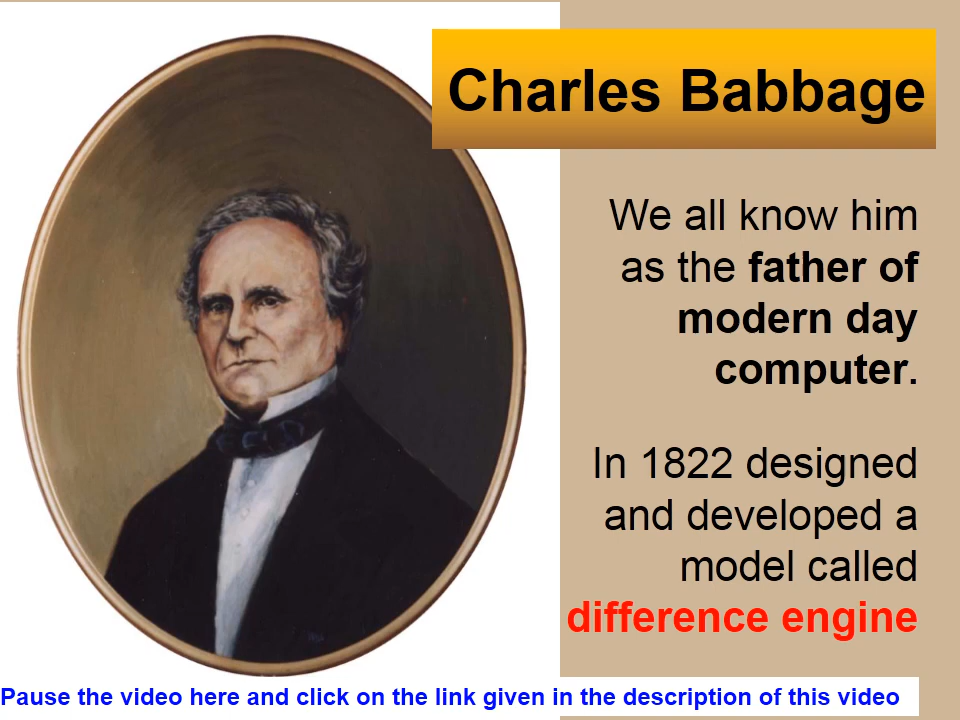 Charles Babbage
We all know him
as the father of
modern day
computer.
In 1822 designed
and developed a
model called
difference engine
Pause the video here and click on the link given in the description of this video